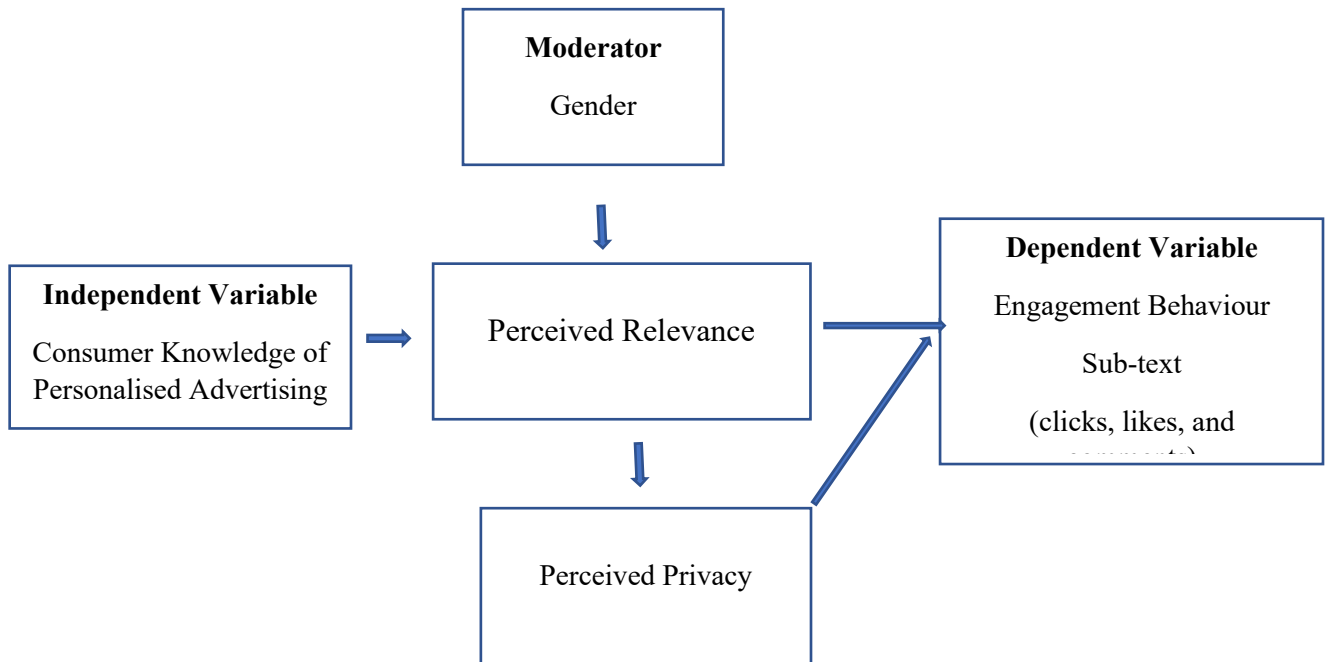 Moderator
Gender
Independent Variable
Consumer Knowledge of
Personalised Advertising
Perceived Relevance
Dependent Variable
Engagement Behaviour
Sub-text
(clicks, likes, and
Perceived Privacy